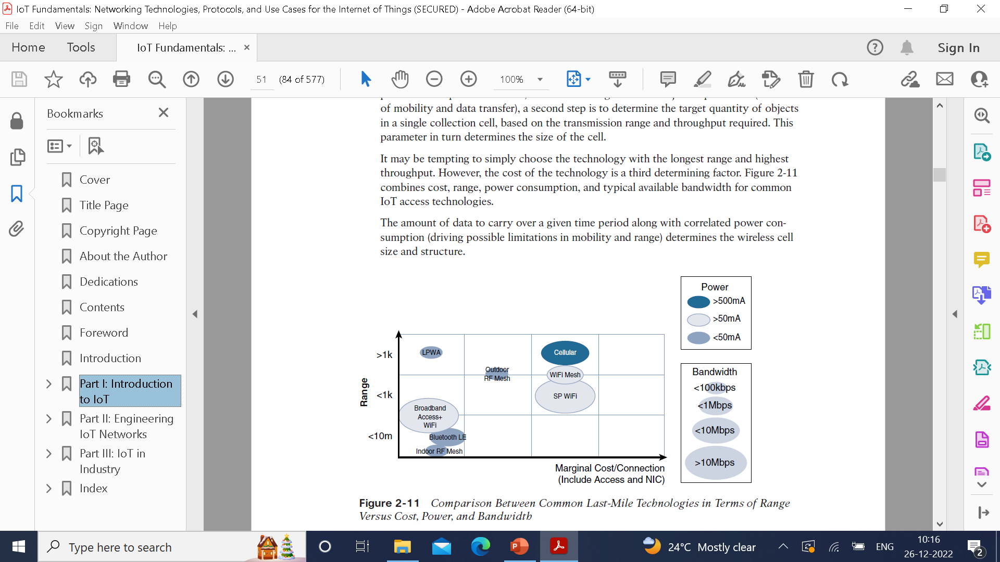 IoT Fundamentals: Networking Technologies, Protocols, and Use Cases for the Internet of Things (SECURED) - Adobe Acrobat Reader (64-bit)
File Edit View Sign Window Help
Home Tools IoT Fundamentals: ... × Sign In
51 (84 of 577) 100%
Bookmarks
Cover
Title Page
Copyright Page
About the Author
Dedications
Contents
Foreword
Introduction
Part I: Introduction
to IoT
Part II: Engineering
IoT Networks
Part III: IoT in
Industry
Index
of mobility and data transfer), a second step is to determine the target quantity of objects
in a single collection cell, based on the transmission range and throughput required. This
parameter in turn determines the size of the cell.
It may be tempting to simply choose the technology with the longest range and highest
throughput. However, the cost of the technology is a third determining factor. Figure 2-11
combines cost, range, power consumption, and typical available bandwidth for common
IoT access technologies.
The amount of data to carry over a given time period along with correlated power con-
sumption (driving possible limitations in mobility and range) determines the wireless cell
size and structure.
Power
>500mA
>50mA
<50mA
Bandwidth
<100kbps
<1Mbps
<10Mbps
>10Mbps
Range
>1k
<1k
<10m
LPWA
Outdoor
RF Mesh
Cellular
WiFi Mesh
SP WiFi
Broadband
Access+
WiFi
Bluetooth LE
Indoor RF Mesh
Marginal Cost/Connection
(Include Access and NIC)
Figure 2-11 Comparison Between Common Last-Mile Technologies in Terms of Range
Versus Cost, Power, and Bandwidth
Type here to search
24°C Mostly clear
ENG
10:16
26-12-2022
2